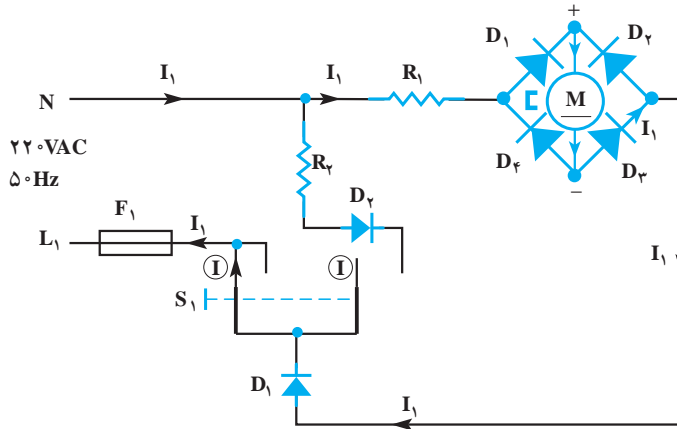 +
D۱ D۲
I۱ I۱ R۱
N M
I۱
۲۲۰VAC
R۲ D۴ D۳
۵۰Hz
−
D۲
F۱
I۱
L۱
I I I۱
S۱
D۱
I۱